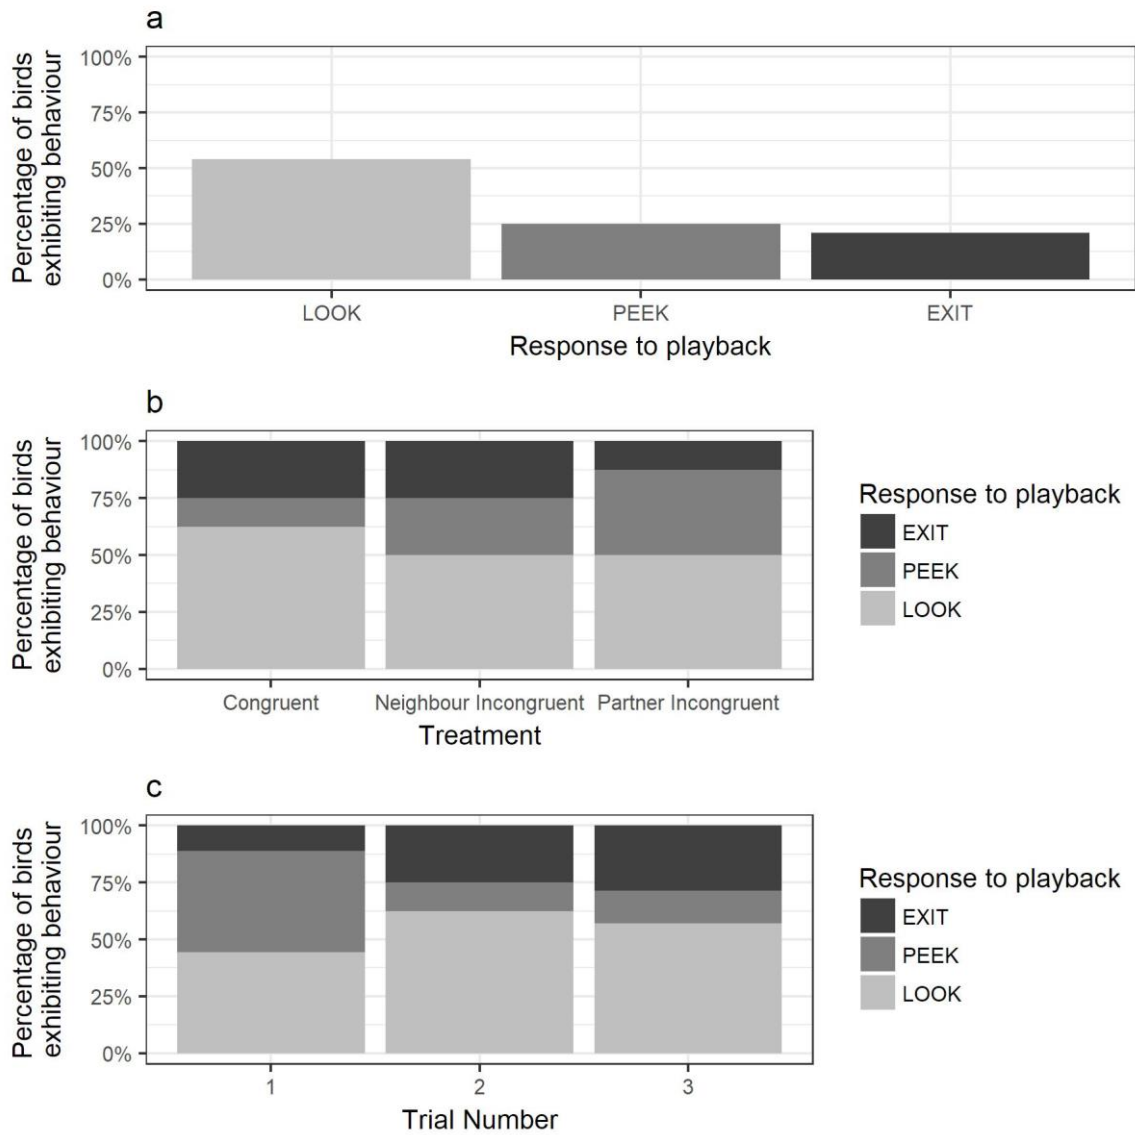 a
Percentage of birds
exhibiting behaviour
100%
75%
50%
25%
0%
LOOK
PEEK
EXIT
Response to playback
b
Percentage of birds
exhibiting behaviour
100%
75%
50%
25%
0%
Congruent
Neighbour Incongruent
Partner Incongruent
Treatment
Response to playback
EXIT
PEEK
LOOK
c
Percentage of birds
exhibiting behaviour
100%
75%
50%
25%
0%
1
2
3
Trial Number
Response to playback
EXIT
PEEK
LOOK